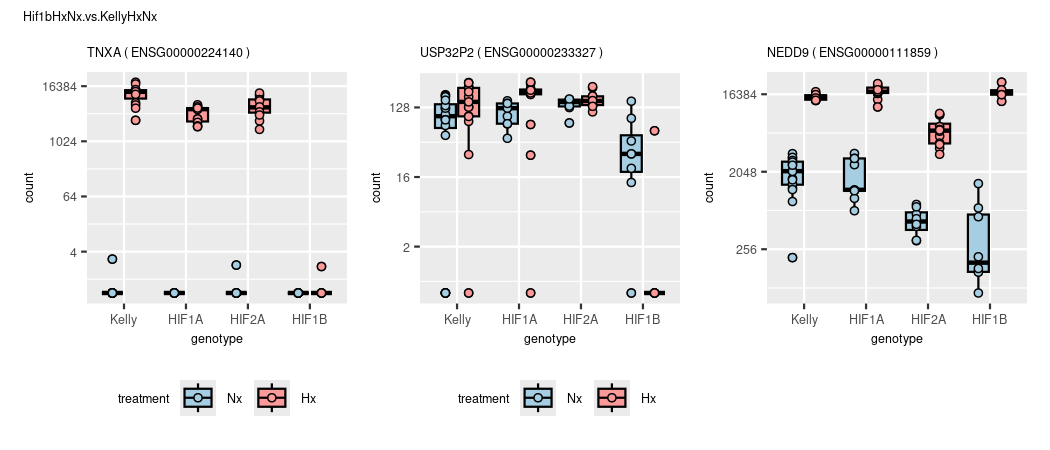 Hif1bHxNx.vs.KellyHxNx
TNXA ( ENSG00000224140 )
USP32P2 ( ENSG00000233327 )
NEDD9 ( ENSG00000111859 )
16384
1024
64
4
count
Kelly HIF1A HIF2A HIF1B
genotype
128
16
2
count
Kelly HIF1A HIF2A HIF1B
genotype
16384
2048
256
count
Kelly HIF1A HIF2A HIF1B
genotype
treatment Nx Hx
treatment Nx Hx